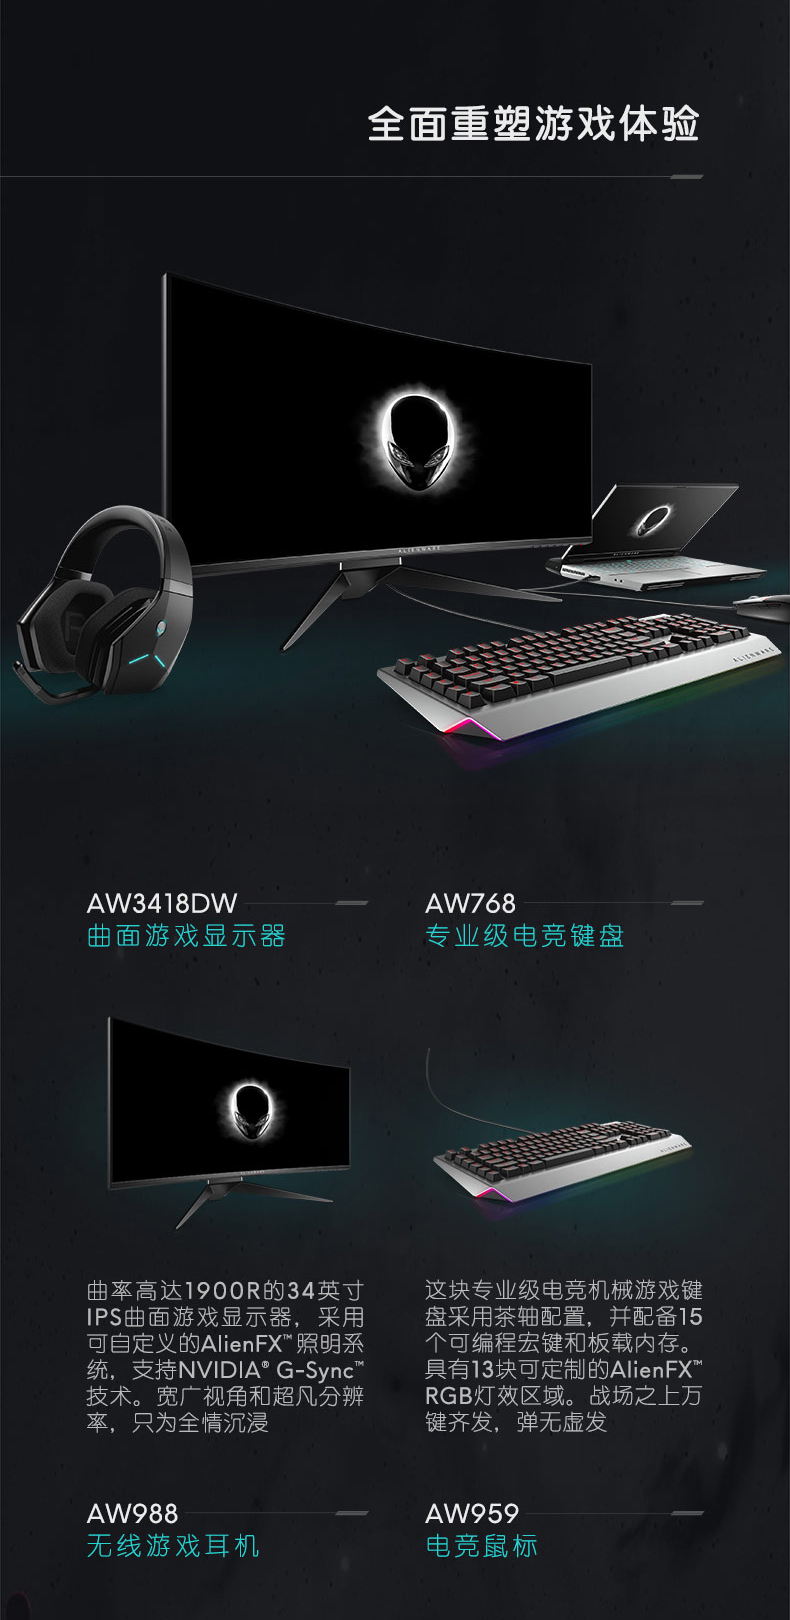 全面重塑游戏体验
ALIENWARE
ALIENWARE
ALIENWARE
AW3418DW
曲面游戏显示器
AW768
专业级电竞键盘
ALIENWARE
ALIENWARE
曲率高达1900R的34英寸
IPS曲面游戏显示器，采用
可自定义的AlienFX™ 照明系
统，支持NVIDIA® G-Sync™
技术。宽广视角和超凡分辨
率，只为全情沉浸
这块专业级电竞机械游戏键
盘采用茶轴配置，并配备15
个可编程宏键和板载内存。
具有13块可定制的AlienFX™
RGB灯效区域。战场之上万
键齐发，弹无虚发
AW988
无线游戏耳机
AW959
电竞鼠标